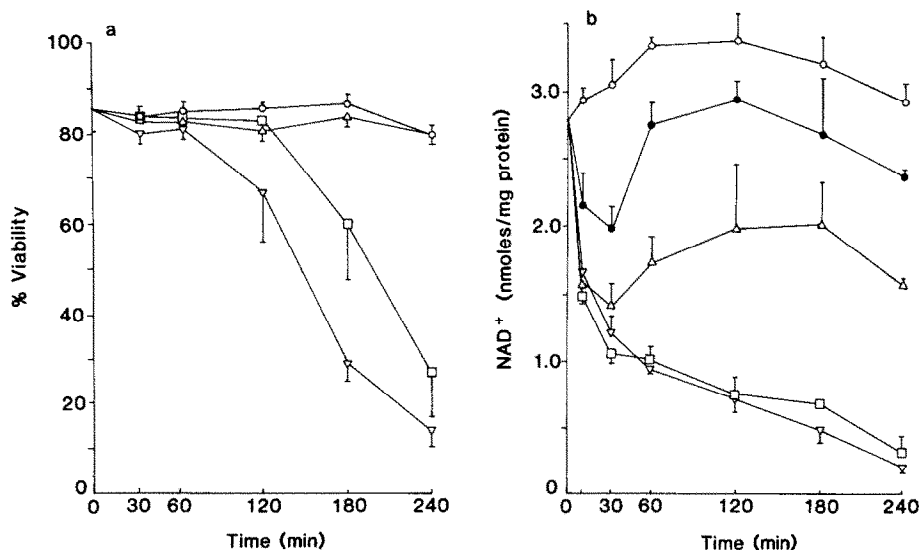 a
100
80
60
40
20
0
% Viability
0 30 60 120 180 240
Time (min)
b
3.0
2.0
1.0
0
NAD+ (nmoles/mg protein)
0 30 60 120 180 240
Time (min)